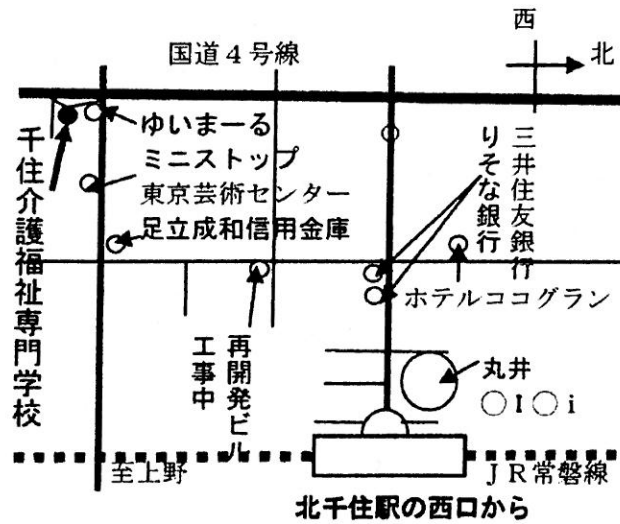 西
北
国道4号線
ゆいまーる
ミニストップ
東京芸術センター
足立成和信用金庫
千住介護福祉専門学校
三井住友銀行
りそな銀行
ホテルココグラン
再開発ビル
工事中
丸井
○I○i
至上野
JR常磐線
北千住駅の西口から